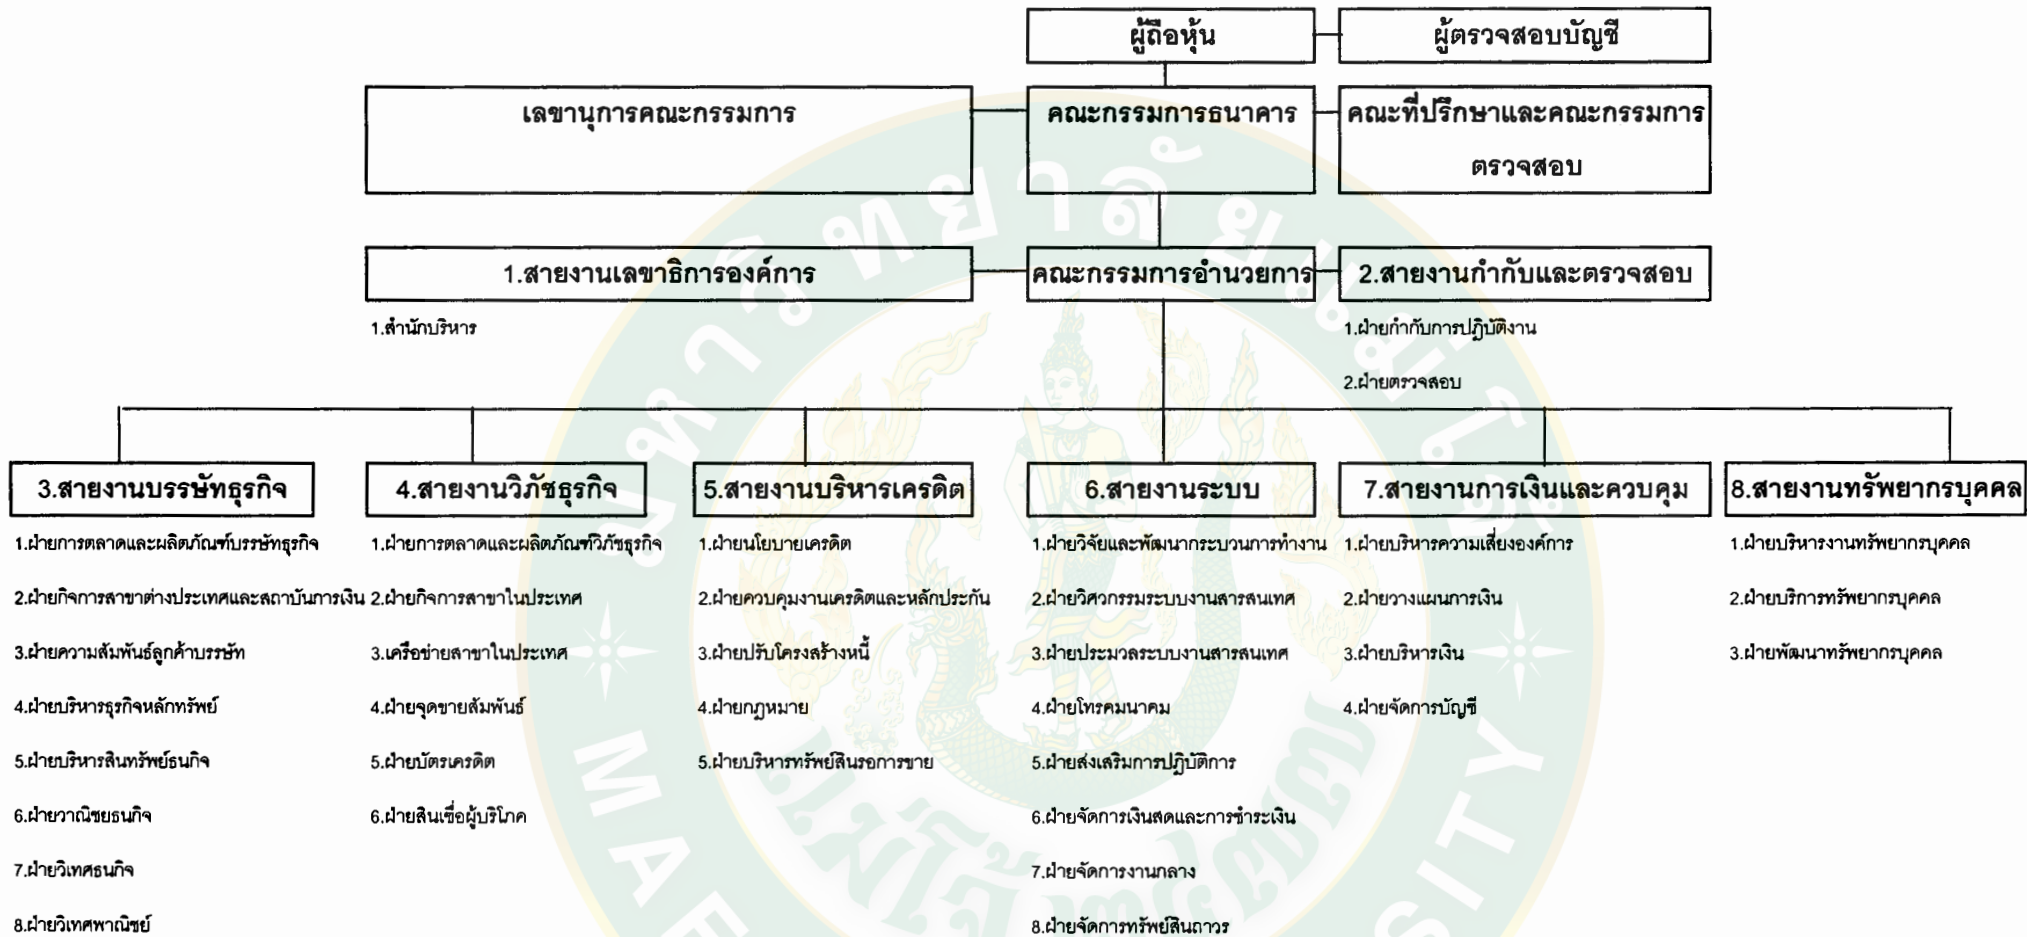 ผู้ถือหุ้น
ผู้ตรวจสอบบัญชี
เลขานุการคณะกรรมการ
คณะกรรมการธนาคาร
คณะที่ปรึกษาและคณะกรรมการ
ตรวจสอบ
1.สายงานเลขาธิการองค์การ
คณะกรรมการอำนวยการ
2.สายงานกำกับและตรวจสอบ
1.สำนักบริหาร
1.ฝ่ายกำกับการปฏิบัติงาน
2.ฝ่ายตรวจสอบ
3.สายงานบรรษัทธุรกิจ
1.ฝ่ายการตลาดและผลิตภัณฑ์บรรษัทธุรกิจ
2.ฝ่ายกิจการสาขาต่างประเทศและสถาบันการเงิน
3.ฝ่ายความสัมพันธ์ลูกค้าบรรษัท
4.ฝ่ายบริหารธุรกิจหลักทรัพย์
5.ฝ่ายบริหารสินทรัพย์ธนกิจ
6.ฝ่ายวาณิชยธนกิจ
7.ฝ่ายวิเทศธนกิจ
8.ฝ่ายวิเทศพาณิชย์
4.สายงานวิภัชธุรกิจ
1.ฝ่ายการตลาดและผลิตภัณฑ์วิภัชธุรกิจ
2.ฝ่ายกิจการสาขาในประเทศ
3.เครือข่ายสาขาในประเทศ
4.ฝ่ายจุดขายสัมพันธ์
5.ฝ่ายบัตรเครดิต
6.ฝ่ายสินเชื่อผู้บริโภค
5.สายงานบริหารเครดิต
1.ฝ่ายนโยบายเครดิต
2.ฝ่ายควบคุมงานเครดิตและหลักประกัน
3.ฝ่ายปรับโครงสร้างหนี้
4.ฝ่ายกฎหมาย
5.ฝ่ายบริหารทรัพย์สินรอการขาย
6.สายงานระบบ
1.ฝ่ายวิจัยและพัฒนากระบวนการทำงาน
2.ฝ่ายวิศวกรรมระบบงานสารสนเทศ
3.ฝ่ายประมวลระบบงานสารสนเทศ
4.ฝ่ายโทรคมนาคม
5.ฝ่ายส่งเสริมการปฏิบัติการ
6.ฝ่ายจัดการเงินสดและการชำระเงิน
7.ฝ่ายจัดการงานกลาง
8.ฝ่ายจัดการทรัพย์สินถาวร
7.สายงานการเงินและควบคุม
1.ฝ่ายบริหารความเสี่ยงองค์การ
2.ฝ่ายวางแผนการเงิน
3.ฝ่ายบริหารเงิน
4.ฝ่ายจัดการบัญชี
8.สายงานทรัพยากรบุคคล
1.ฝ่ายบริหารงานทรัพยากรบุคคล
2.ฝ่ายบริการทรัพยากรบุคคล
3.ฝ่ายพัฒนาทรัพยากรบุคคล
มหาวิทยาลัยแม่โจ้